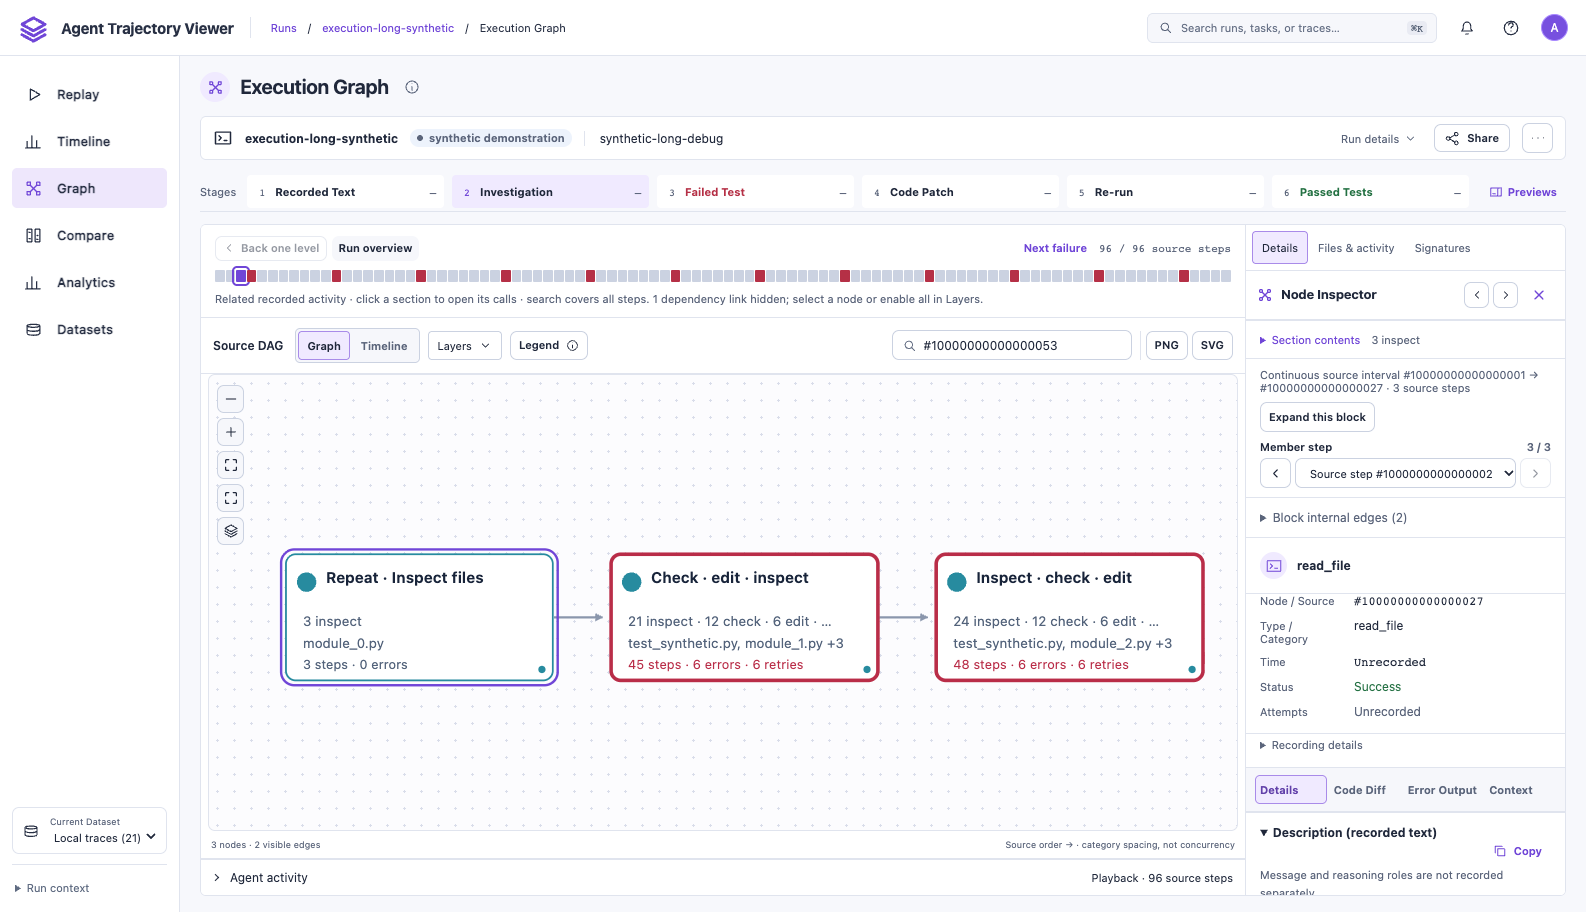 Agent Trajectory Viewer
Runs / execution-long-synthetic / Execution Graph
Search runs, tasks, or traces...
⌘K
A
Replay
Timeline
Graph
Compare
Analytics
Datasets
Current Dataset
Local traces (21)
Run context
Execution Graph
execution-long-synthetic
synthetic demonstration
synthetic-long-debug
Run details
Share
...
Stages
1 Recorded Text –
2 Investigation –
3 Failed Test –
4 Code Patch –
5 Re-run –
6 Passed Tests –
Previews
Back one level
Run overview
Next failure
96 / 96 source steps
Related recorded activity · click a section to open its calls · search covers all steps. 1 dependency link hidden; select a node or enable all in Layers.
Source DAG
Graph
Timeline
Layers
Legend
#10000000000000053
PNG
SVG
Repeat · Inspect files
3 inspect
module_0.py
3 steps · 0 errors
Check · edit · inspect
21 inspect · 12 check · 6 edit · ...
test_synthetic.py, module_1.py +3
45 steps · 6 errors · 6 retries
Inspect · check · edit
24 inspect · 12 check · 6 edit · ...
test_synthetic.py, module_2.py +3
48 steps · 6 errors · 6 retries
3 nodes · 2 visible edges
Source order → · category spacing, not concurrency
Agent activity
Playback · 96 source steps
Details
Files & activity
Signatures
Node Inspector
Section contents 3 inspect
Continuous source interval #10000000000000001 →
#10000000000000027 · 3 source steps
Expand this block
Member step
3 / 3
Source step #1000000000000002
Block internal edges (2)
read_file
Node / Source #10000000000000027
Type /
Category
read_file
Time Unrecorded
Status Success
Attempts Unrecorded
Recording details
Details
Code Diff
Error Output
Context
Description (recorded text)
Copy
Message and reasoning roles are not recorded
separately